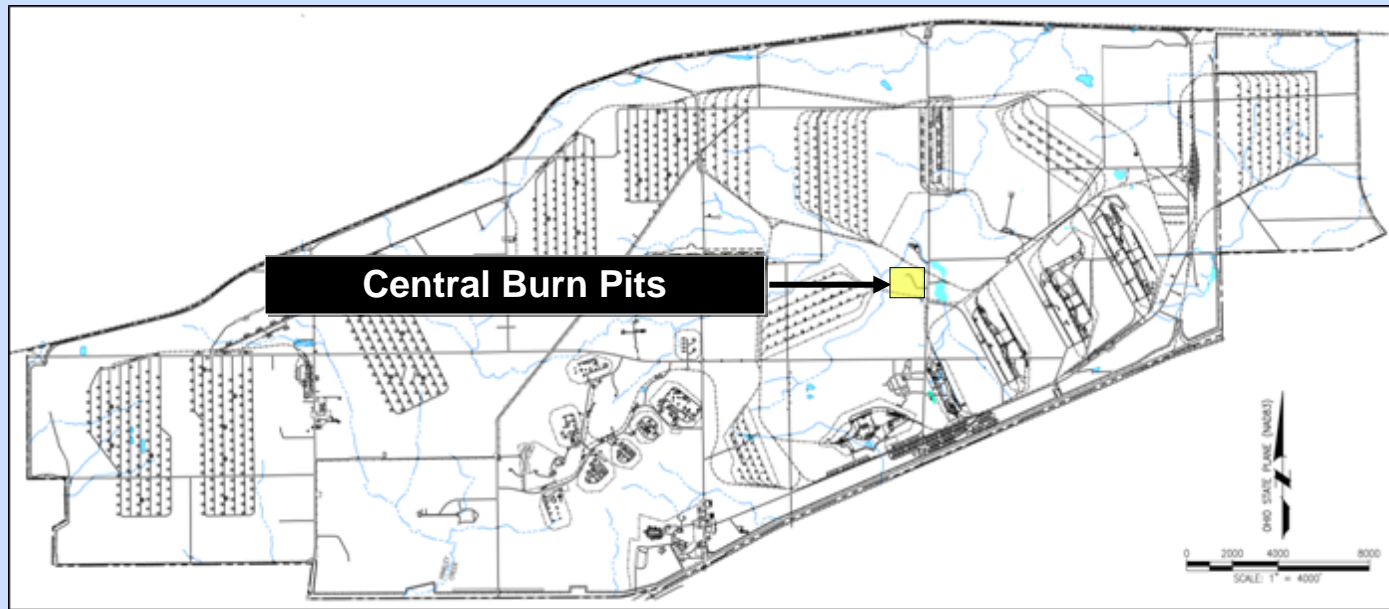 Central Burn Pits
OHIO STATE PLANE (NAD83)
0 2000 4000 8000
SCALE: 1" = 4000'